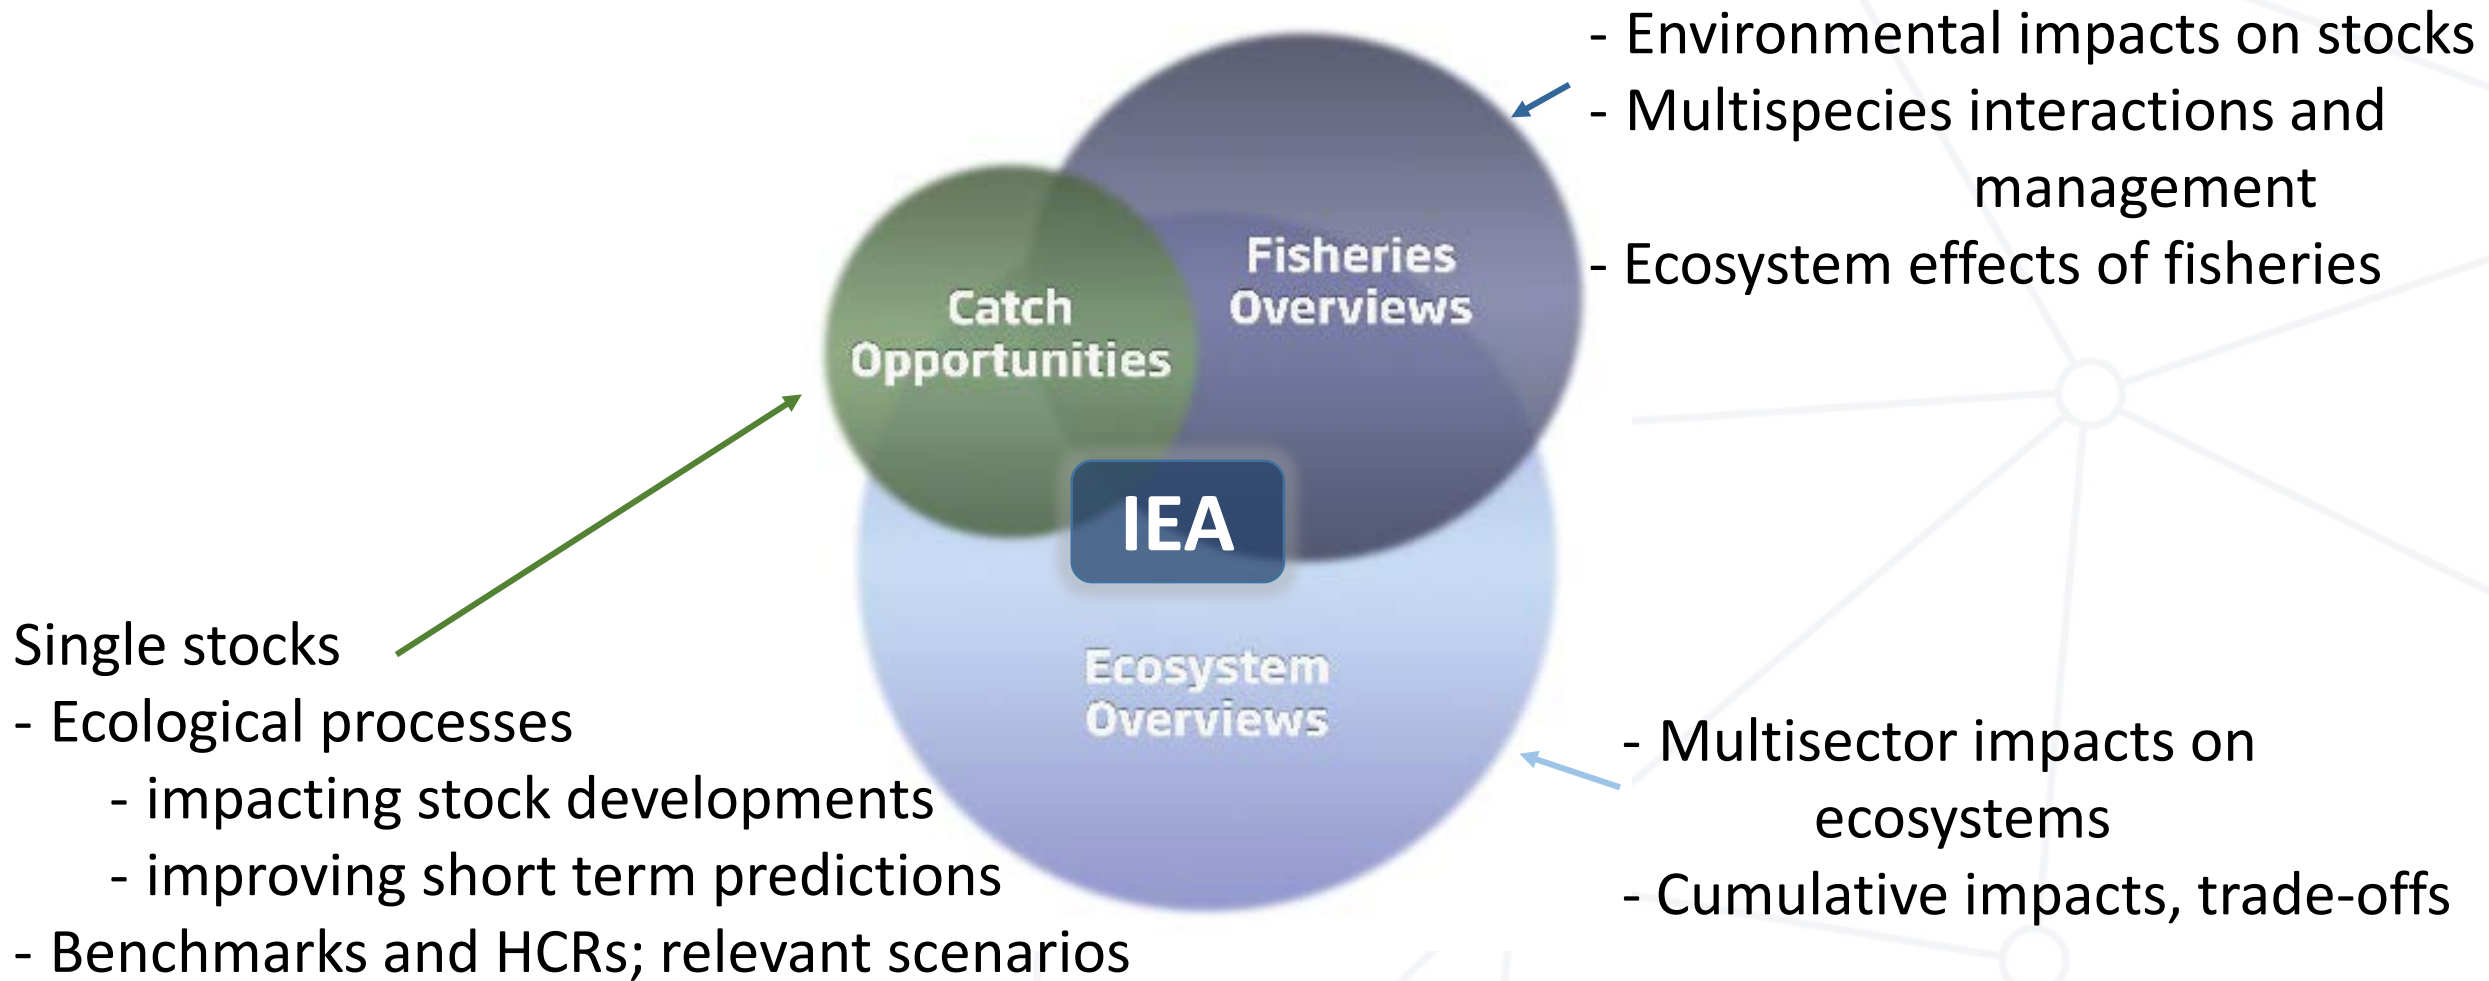 - Environmental impacts on stocks
- Multispecies interactions and
management
- Ecosystem effects of fisheries
Fisheries
Overviews
Catch
Opportunities
IEA
Ecosystem
Overviews
Single stocks
- Ecological processes
- impacting stock developments
- improving short term predictions
- Benchmarks and HCRs; relevant scenarios
- Multisector impacts on
ecosystems
- Cumulative impacts, trade-offs